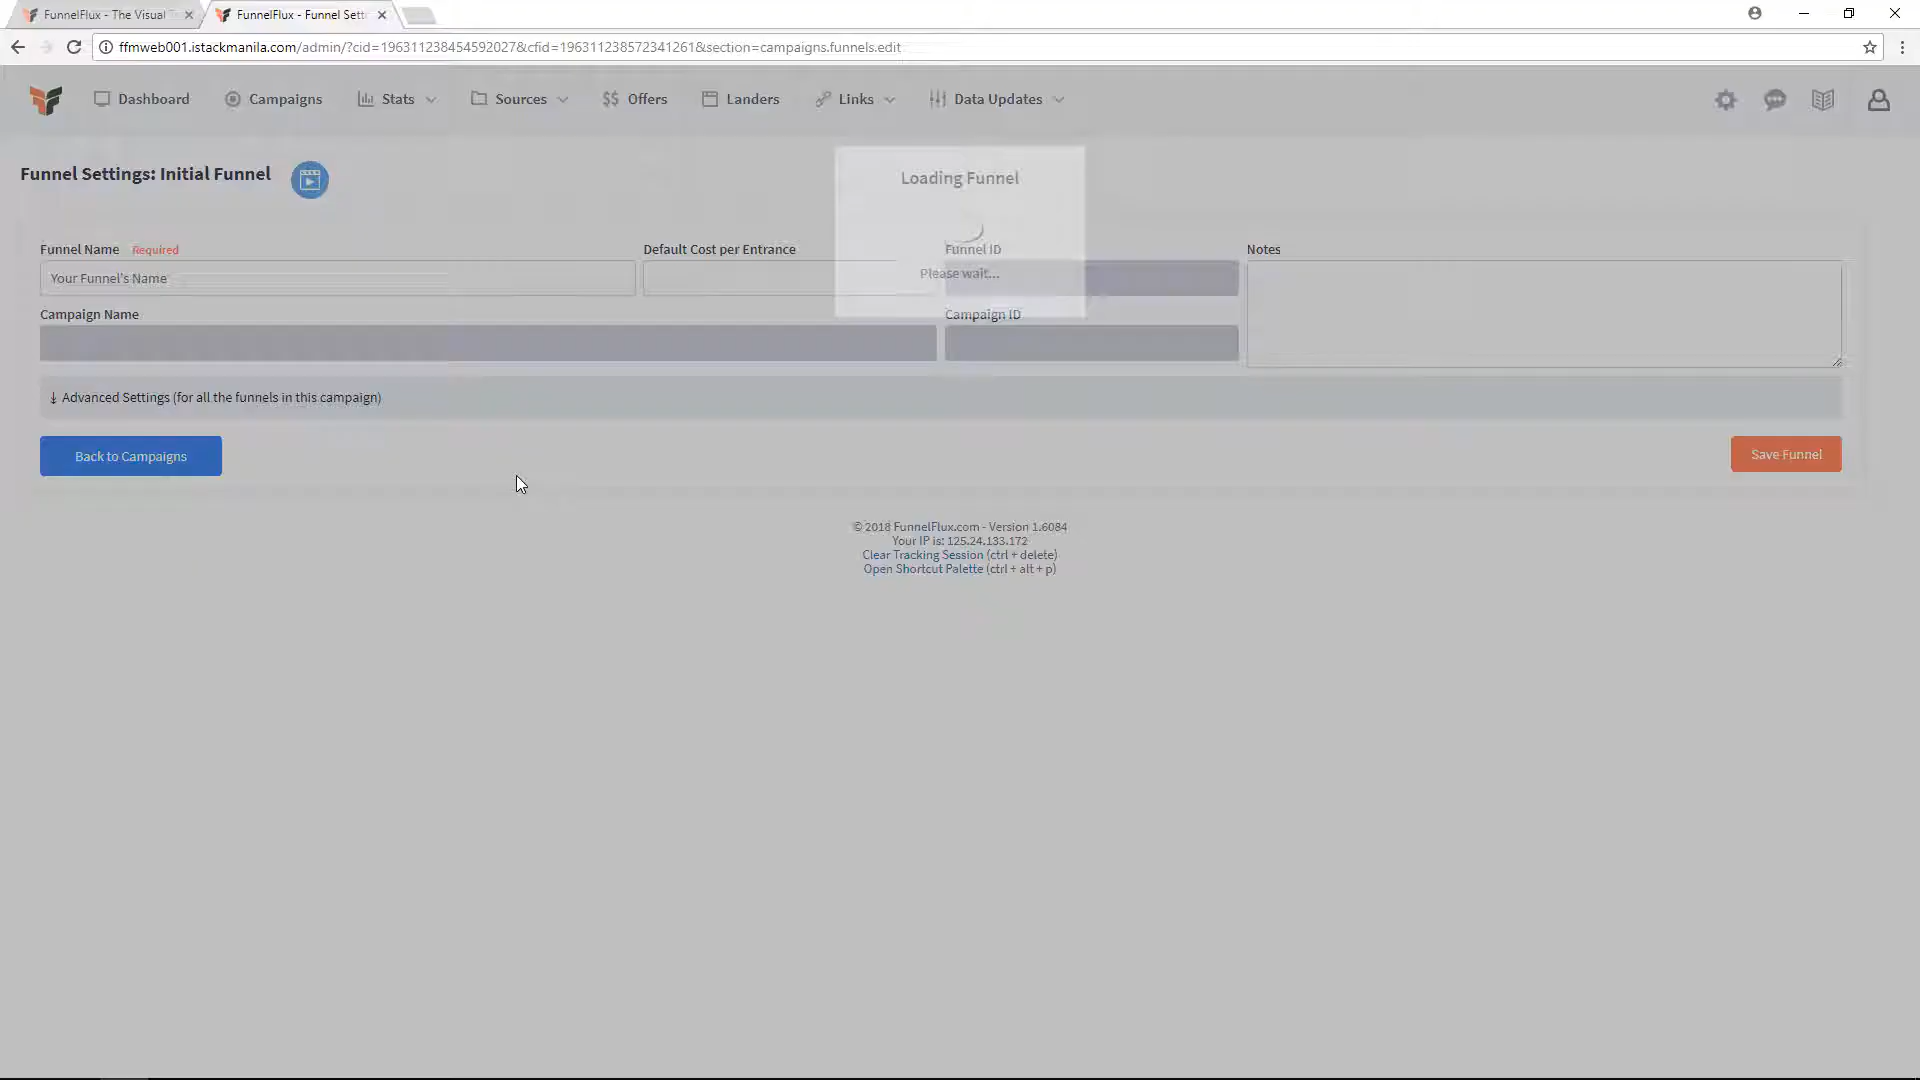 FunnelFlux - The Visual T
FunnelFlux - Funnel Sett
ffmweb001.istackmanila.com/admin/?cid=196311238454592027&cfid=196311238572341261&section=campaigns.funnels.edit
Dashboard
Campaigns
Stats
Sources
$$ Offers
Landers
Links
Data Updates
Funnel Settings: Initial Funnel
Loading Funnel
Please wait...
Funnel Name Required
Your Funnel's Name
Default Cost per Entrance
Funnel ID
Notes
Campaign Name
Campaign ID
↓ Advanced Settings (for all the funnels in this campaign)
Back to Campaigns
Save Funnel
© 2018 FunnelFlux.com - Version 1.6084
Your IP is: 125.24.133.172
Clear Tracking Session (ctrl + delete)
Open Shortcut Palette (ctrl + alt + p)